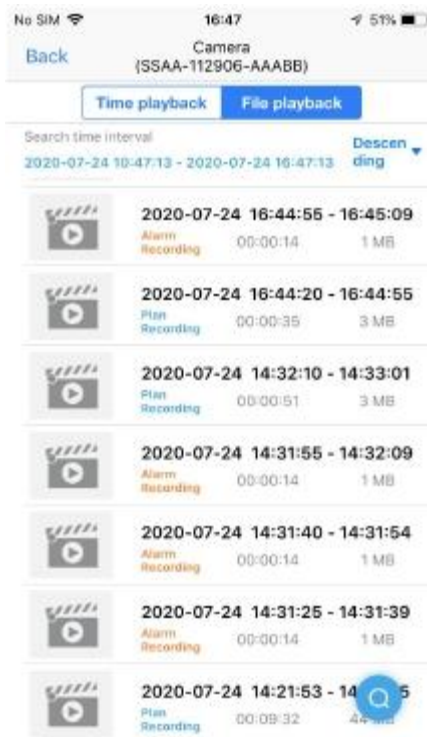 No SIM 16:47 51%
Back Camera
(SSAA-112906-AAABB)
Time playback File playback
Search time interval Descen
2020-07-24 10:47:13 - 2020-07-24 16:47:13 ding
2020-07-24 16:44:55 - 16:45:09
Alarm
Recording 00:00:14 1 MB
2020-07-24 16:44:20 - 16:44:55
Plan
Recording 00:00:35 3 MB
2020-07-24 14:32:10 - 14:33:01
Plan
Recording 00:00:51 3 MB
2020-07-24 14:31:55 - 14:32:09
Alarm
Recording 00:00:14 1 MB
2020-07-24 14:31:40 - 14:31:54
Alarm
Recording 00:00:14 1 MB
2020-07-24 14:31:25 - 14:31:39
Alarm
Recording 00:00:14 1 MB
2020-07-24 14:21:53 -
Plan
Recording 00:09:32